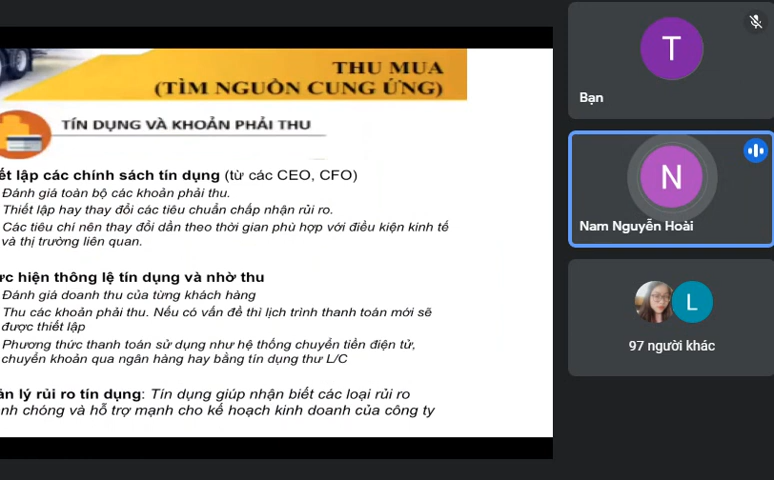 THU MUA
(TÌM NGUỒN CUNG ỨNG)
TÍN DỤNG VÀ KHOẢN PHẢI THU
ết lập các chính sách tín dụng (từ các CEO, CFO)
Đánh giá toàn bộ các khoản phải thu.
Thiết lập hay thay đổi các tiêu chuẩn chấp nhận rủi ro.
Các tiêu chí nên thay đổi dần theo thời gian phù hợp với điều kiện kinh tế
và thị trường liên quan.
ực hiện thông lệ tín dụng và nhờ thu
Đánh giá doanh thu của từng khách hàng
Thu các khoản phải thu. Nếu có vấn đề thì lịch trình thanh toán mới sẽ
được thiết lập
Phương thức thanh toán sử dụng như hệ thống chuyển tiền điện tử,
chuyển khoản qua ngân hàng hay bằng tín dụng thư L/C
ản lý rủi ro tín dụng: Tín dụng giúp nhận biết các loại rủi ro
nh chóng và hỗ trợ mạnh cho kế hoạch kinh doanh của công ty
T
Bạn
N
Nam Nguyễn Hoài
L
97 người khác